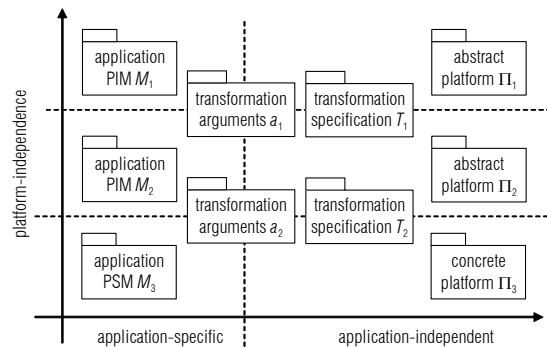 platform-independence
application
PIM M1
abstract
platform Π1
transformation
arguments a1
transformation
specification T1
application
PIM M2
abstract
platform Π2
transformation
arguments a2
transformation
specification T2
application
PSM M3
concrete
platform Π3
application-specific
application-independent